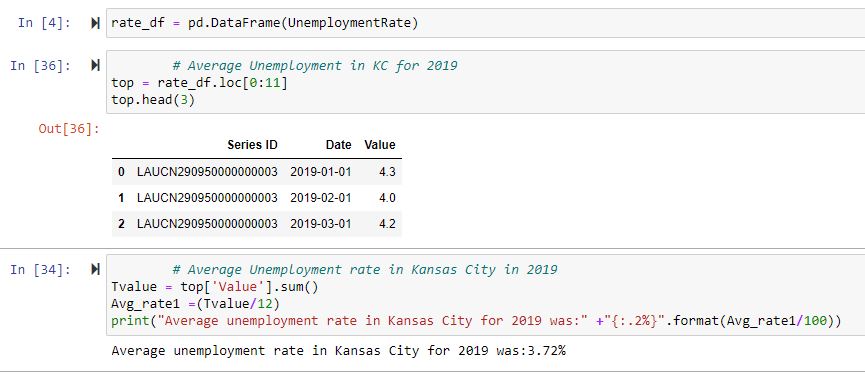 In [4]: rate_df = pd.DataFrame(UnemploymentRate)
In [36]: # Average Unemployment in KC for 2019
top = rate_df.loc[0:11]
top.head(3)
Out[36]:
Series ID Date Value
0 LAUCN290950000000003 2019-01-01 4.3
1 LAUCN290950000000003 2019-02-01 4.0
2 LAUCN290950000000003 2019-03-01 4.2
In [34]: # Average Unemployment rate in Kansas City in 2019
Tvalue = top['Value'].sum()
Avg_rate1 =(Tvalue/12)
print("Average unemployment rate in Kansas City for 2019 was:" +"{:.2%}".format(Avg_rate1/100))
Average unemployment rate in Kansas City for 2019 was:3.72%